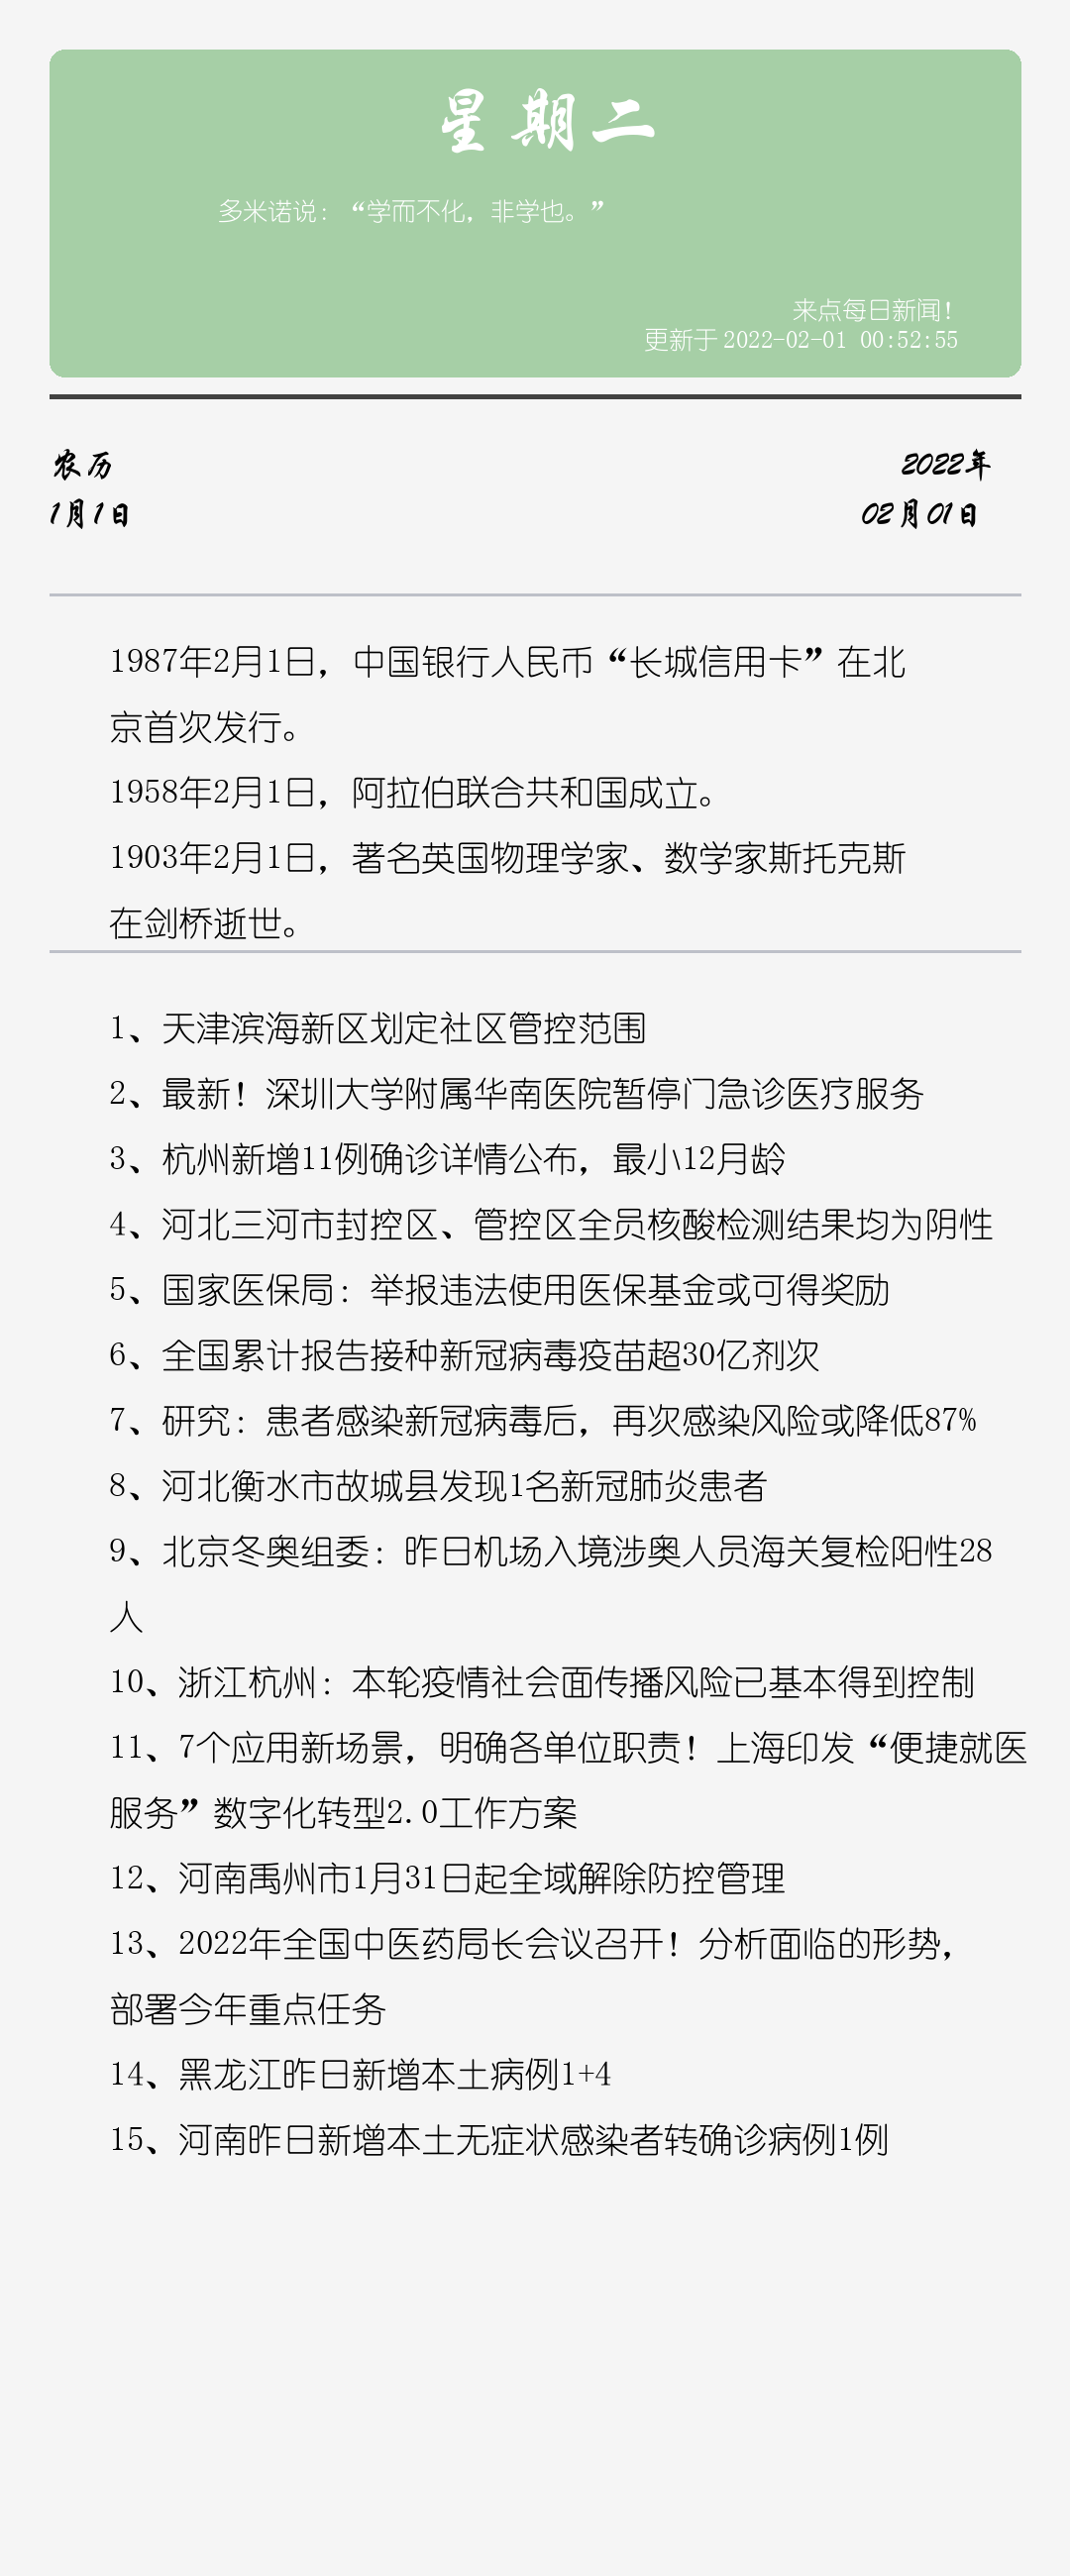 星期二
多米诺说：“学而不化，非学也。”
来点每日新闻！
更新于 2022-02-01 00:52:55
农历
2022年
1月1日
02月01日
1987年2月1日，中国银行人民币“长城信用卡”在北
京首次发行。
1958年2月1日，阿拉伯联合共和国成立。
1903年2月1日，著名英国物理学家、数学家斯托克斯
在剑桥逝世。
1、天津滨海新区划定社区管控范围
2、最新！深圳大学附属华南医院暂停门急诊医疗服务
3、杭州新增11例确诊详情公布，最小12月龄
4、河北三河市封控区、管控区全员核酸检测结果均为阴性
5、国家医保局：举报违法使用医保基金或可得奖励
6、全国累计报告接种新冠病毒疫苗超30亿剂次
7、研究：患者感染新冠病毒后，再次感染风险或降低87%
8、河北衡水市故城县发现1名新冠肺炎患者
9、北京冬奥组委：昨日机场入境涉奥人员海关复检阳性28
人
10、浙江杭州：本轮疫情社会面传播风险已基本得到控制
11、7个应用新场景，明确各单位职责！上海印发“便捷就医
服务”数字化转型2.0工作方案
12、河南禹州市1月31日起全域解除防控管理
13、2022年全国中医药局长会议召开！分析面临的形势，
部署今年重点任务
14、黑龙江昨日新增本土病例1+4
15、河南昨日新增本土无症状感染者转确诊病例1例